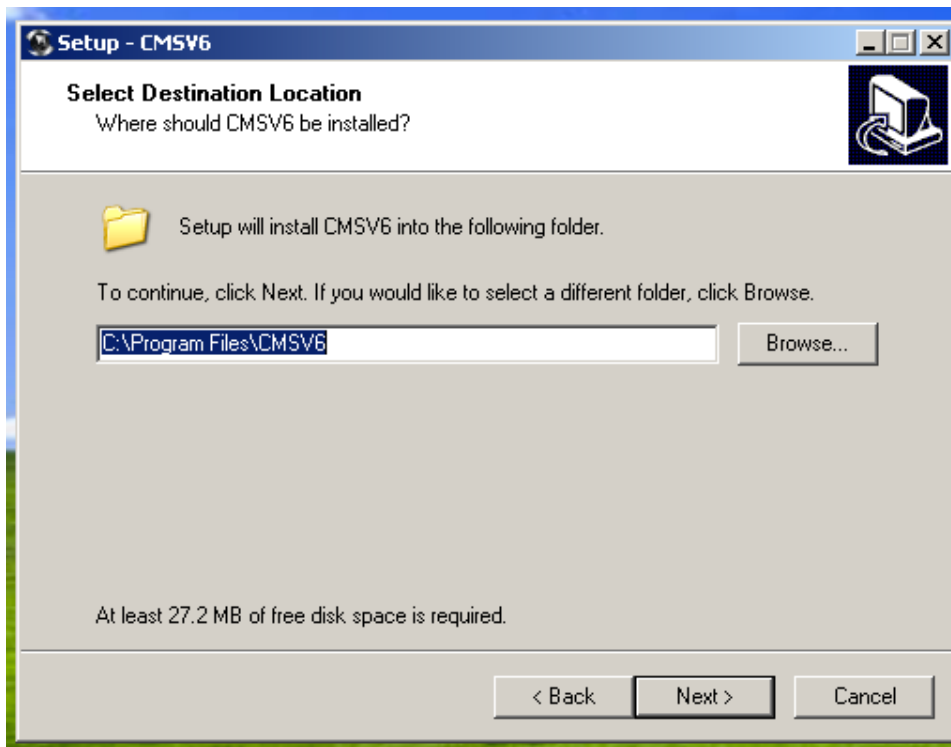 Setup - CMSV6
Select Destination Location
Where should CMSV6 be installed?
Setup will install CMSV6 into the following folder.
To continue, click Next. If you would like to select a different folder, click Browse.
C:\Program Files\CMSV6
Browse...
At least 27.2 MB of free disk space is required.
< Back
Next >
Cancel